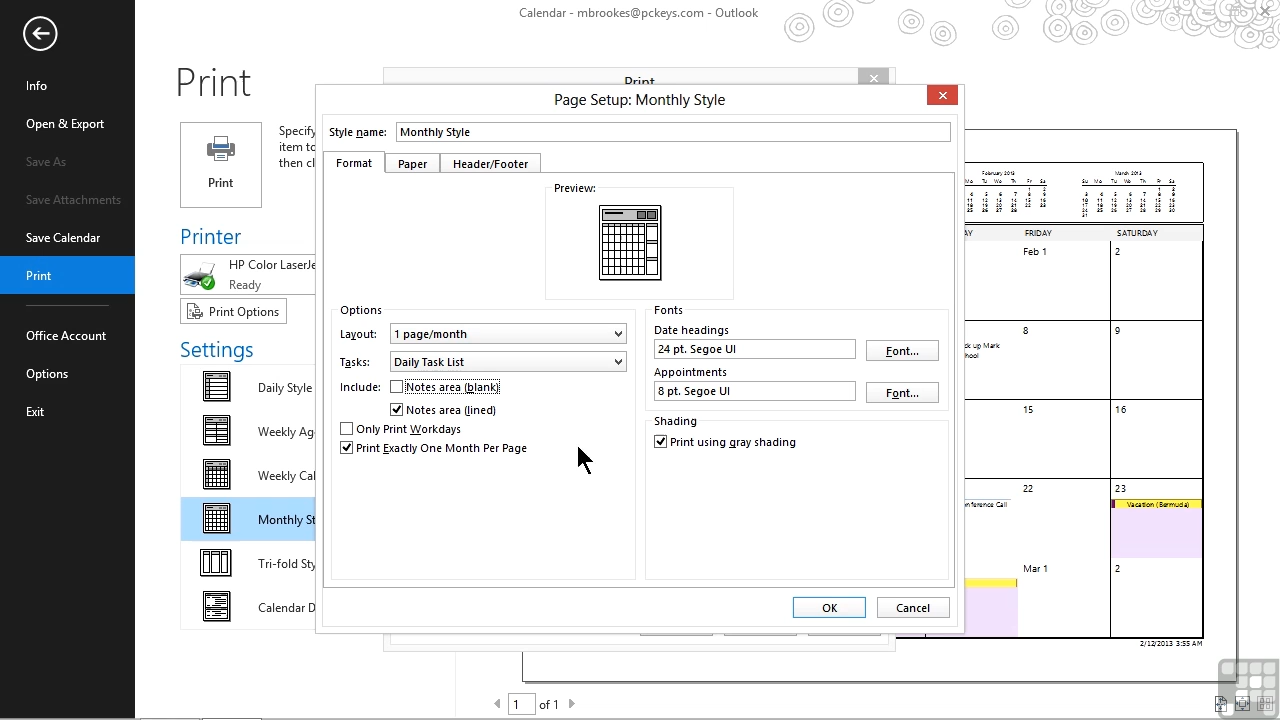 Calendar - mbrookes@pckeys.com - Outlook
Info
Open & Export
Save As
Save Attachments
Save Calendar
Print
Office Account
Options
Exit
Print
Print
Specify
item to
then cl
Printer
HP Color LaserJe
Ready
Print Options
Settings
Daily Style
Weekly Ag
Weekly Cal
Monthly St
Tri-fold Sty
Calendar D
Print
Page Setup: Monthly Style
Style name: Monthly Style
Format Paper Header/Footer
Preview:
Options
Layout: 1 page/month
Tasks: Daily Task List
Include: Notes area (blank)
Notes area (lined)
Only Print Workdays
Print Exactly One Month Per Page
Fonts
Date headings
24 pt. Segoe UI
Font...
Appointments
8 pt. Segoe UI
Font...
Shading
Print using gray shading
OK Cancel
February 2013 March 2013
AY FRIDAY SATURDAY
Feb 1 2
8 9
ck up Mark
hool
15 16
22 23
nference Call
Vacation (Bermuda)
Mar 1 2
2/12/2013 3:55 AM
1 of 1